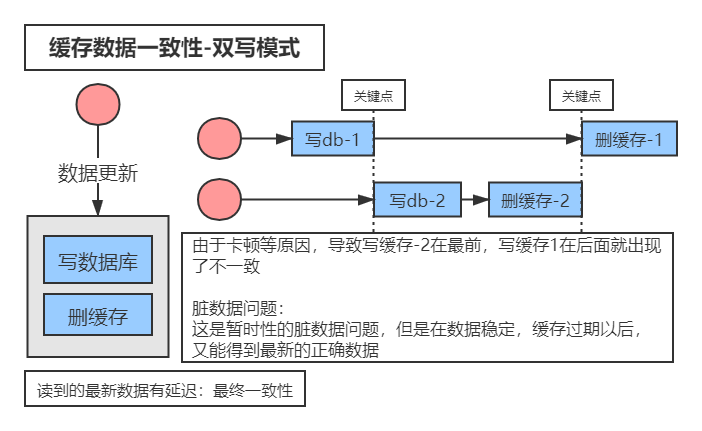 缓存数据一致性-双写模式
关键点
关键点
写db-1
删缓存-1
数据更新
写db-2
删缓存-2
写数据库
删缓存
由于卡顿等原因，导致写缓存-2在最前，写缓存1在后面就出现
了不一致
脏数据问题：
这是暂时性的脏数据问题，但是在数据稳定，缓存过期以后，
又能得到最新的正确数据
读到的最新数据有延迟：最终一致性